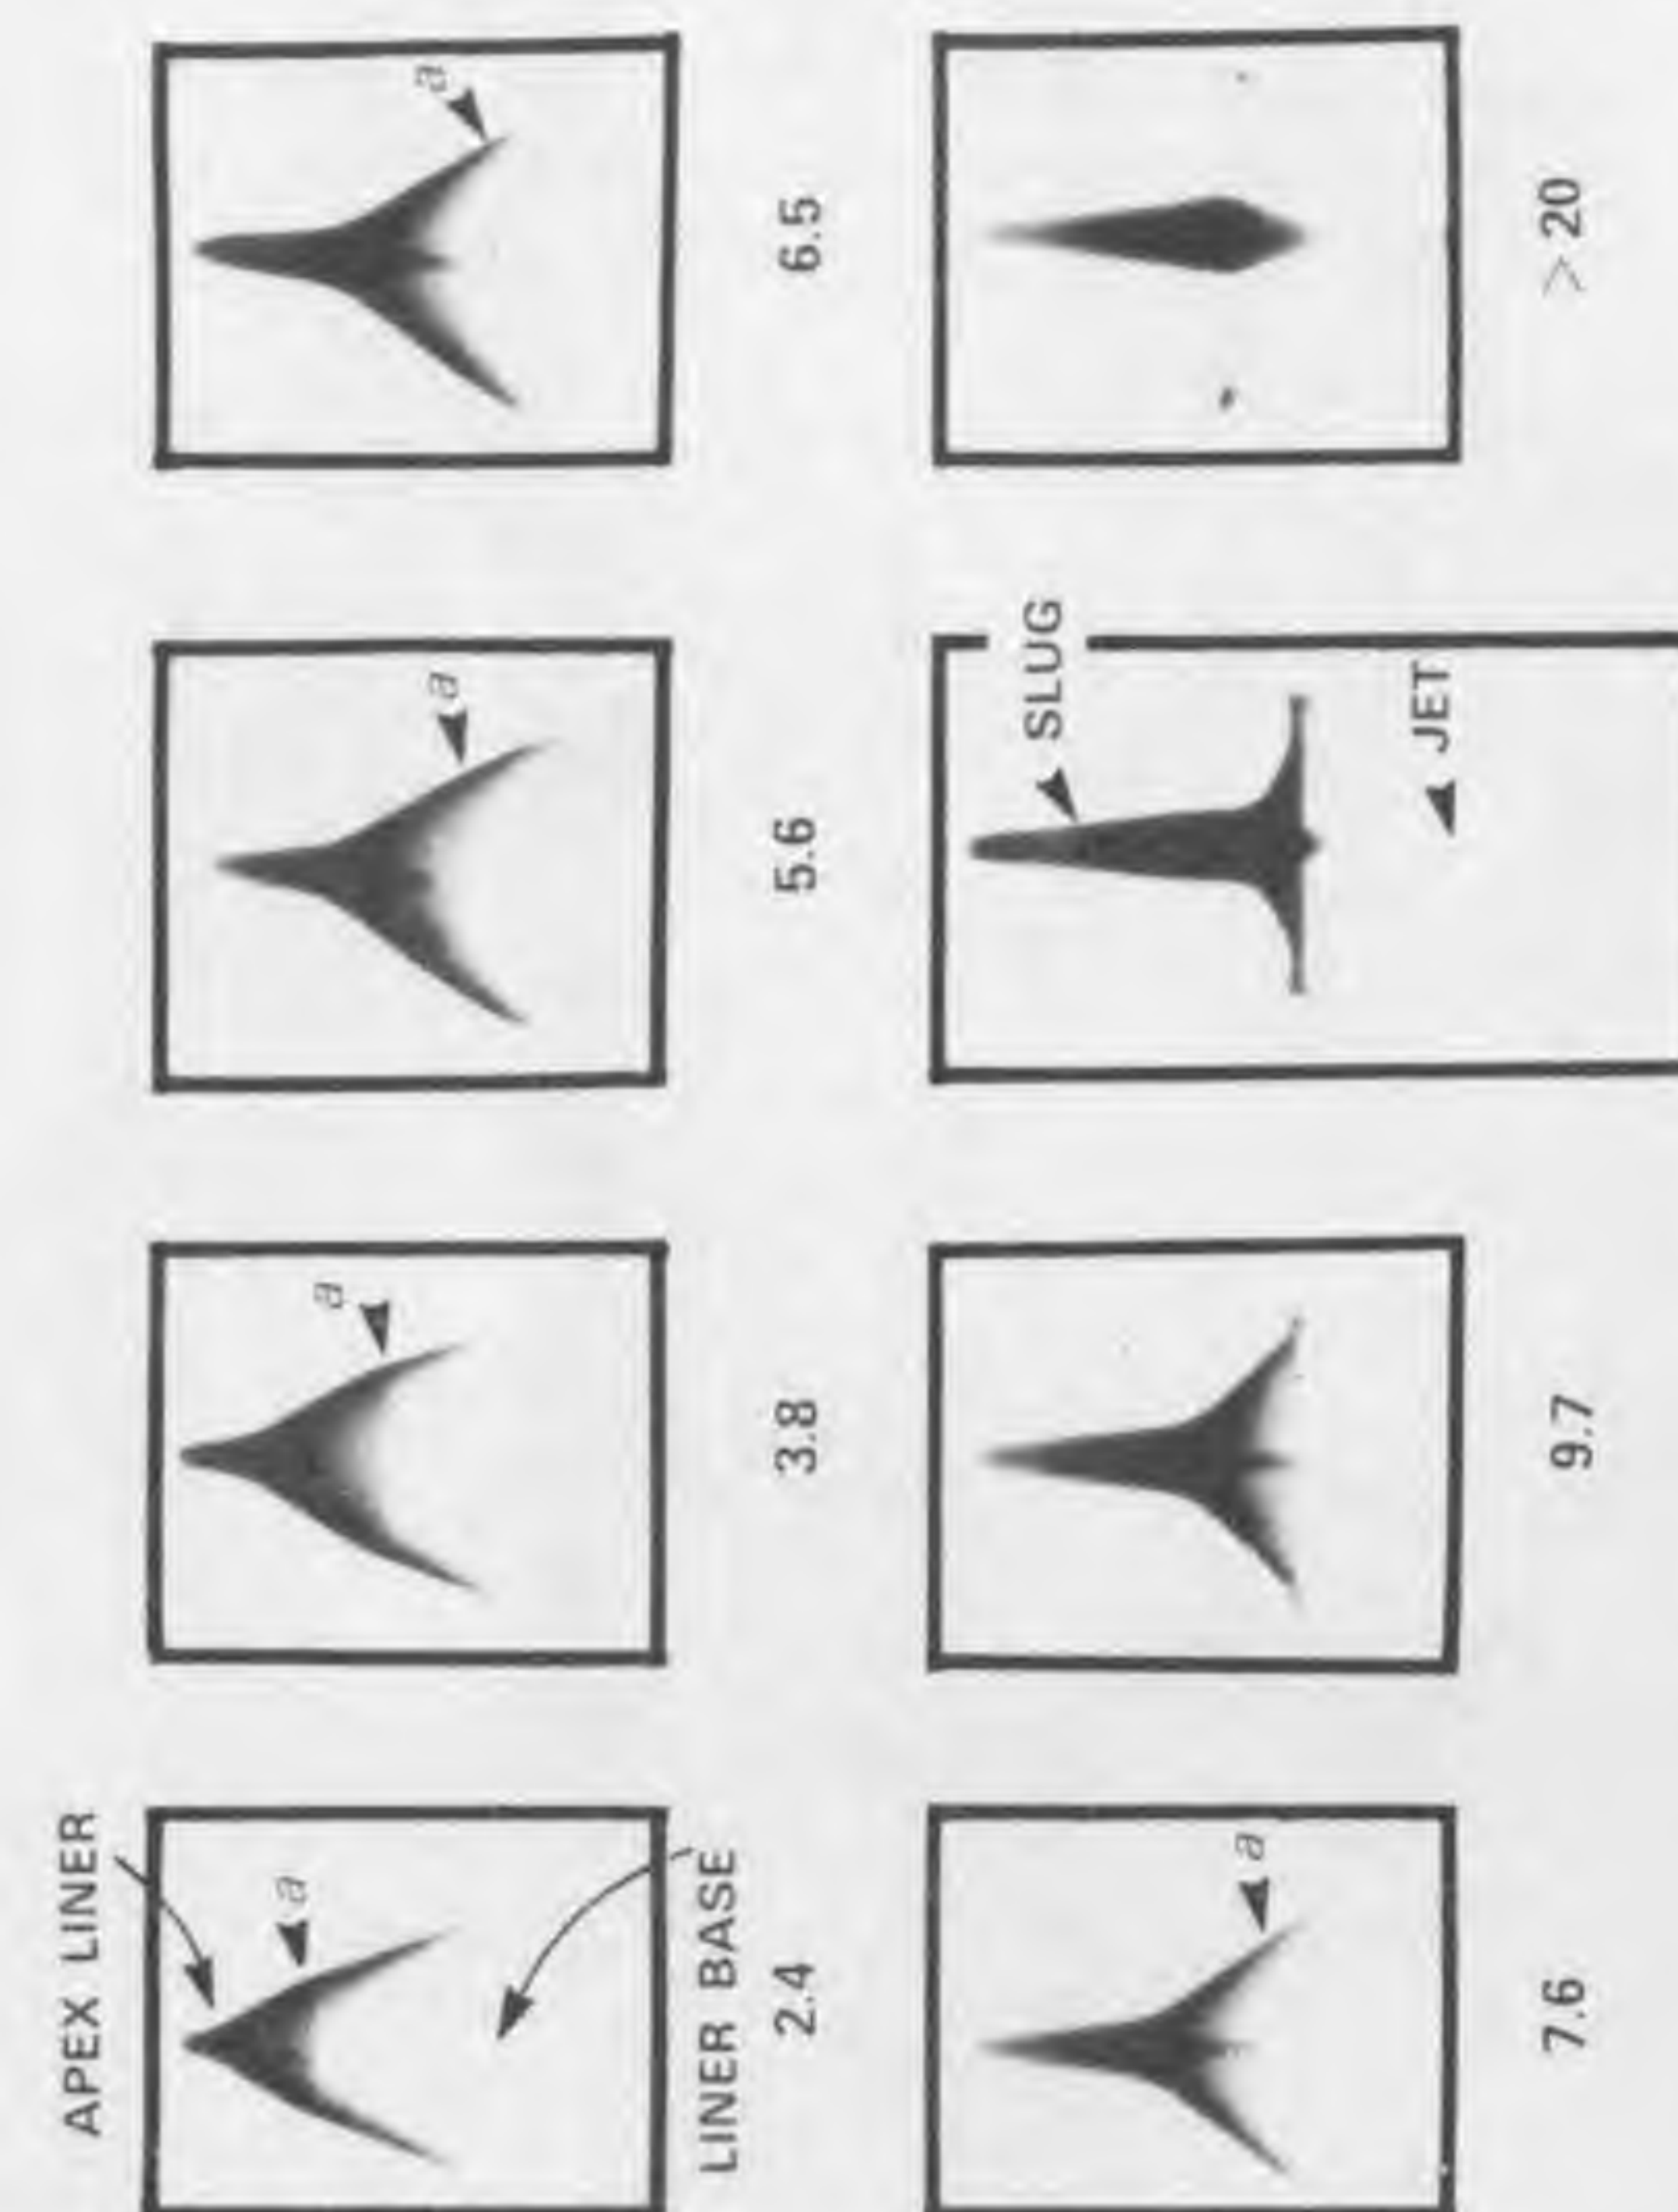 APEX LINER
a
a
a
a
LINER BASE
2.4
3.8
5.6
6.5
a
SLUG
JET
7.6
9.7
>20